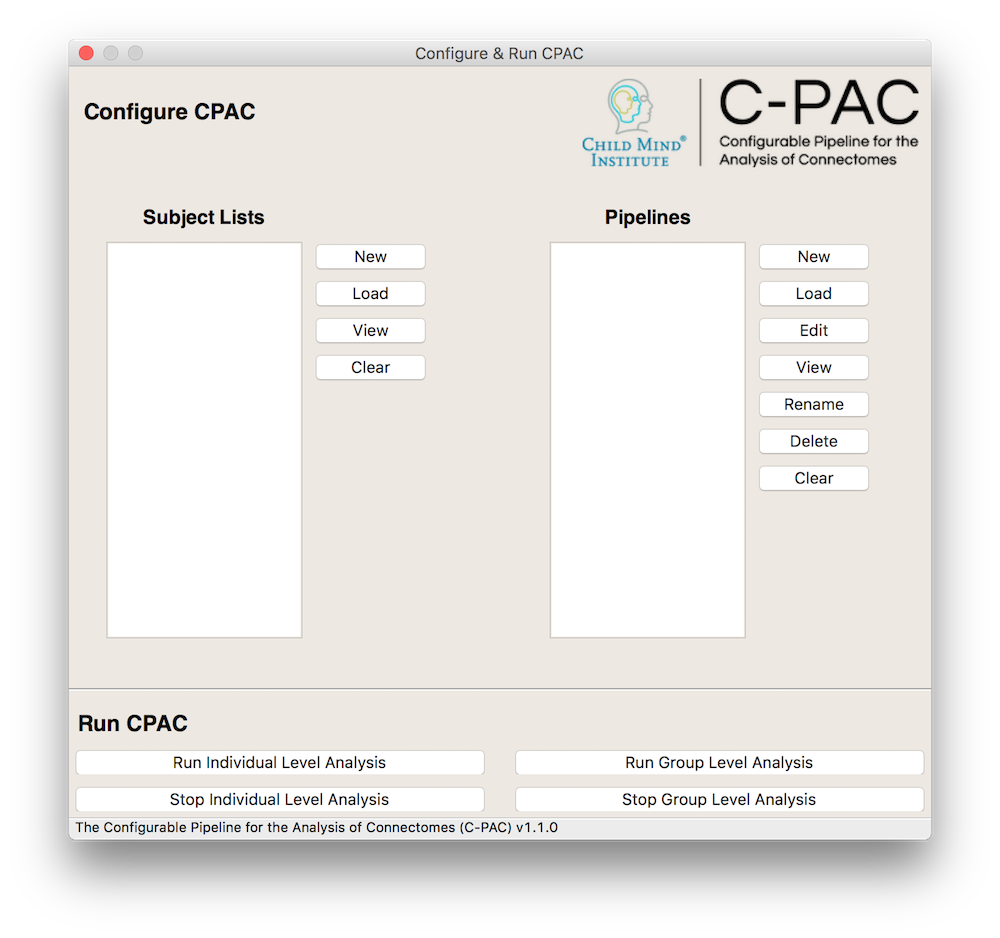 Configure & Run CPAC
Configure CPAC
CHILD MIND®
INSTITUTE
C-PAC
Configurable Pipeline for the
Analysis of Connectomes
Subject Lists
New
Load
View
Clear
Pipelines
New
Load
Edit
View
Rename
Delete
Clear
Run CPAC
Run Individual Level Analysis
Run Group Level Analysis
Stop Individual Level Analysis
Stop Group Level Analysis
The Configurable Pipeline for the Analysis of Connectomes (C-PAC) v1.1.0